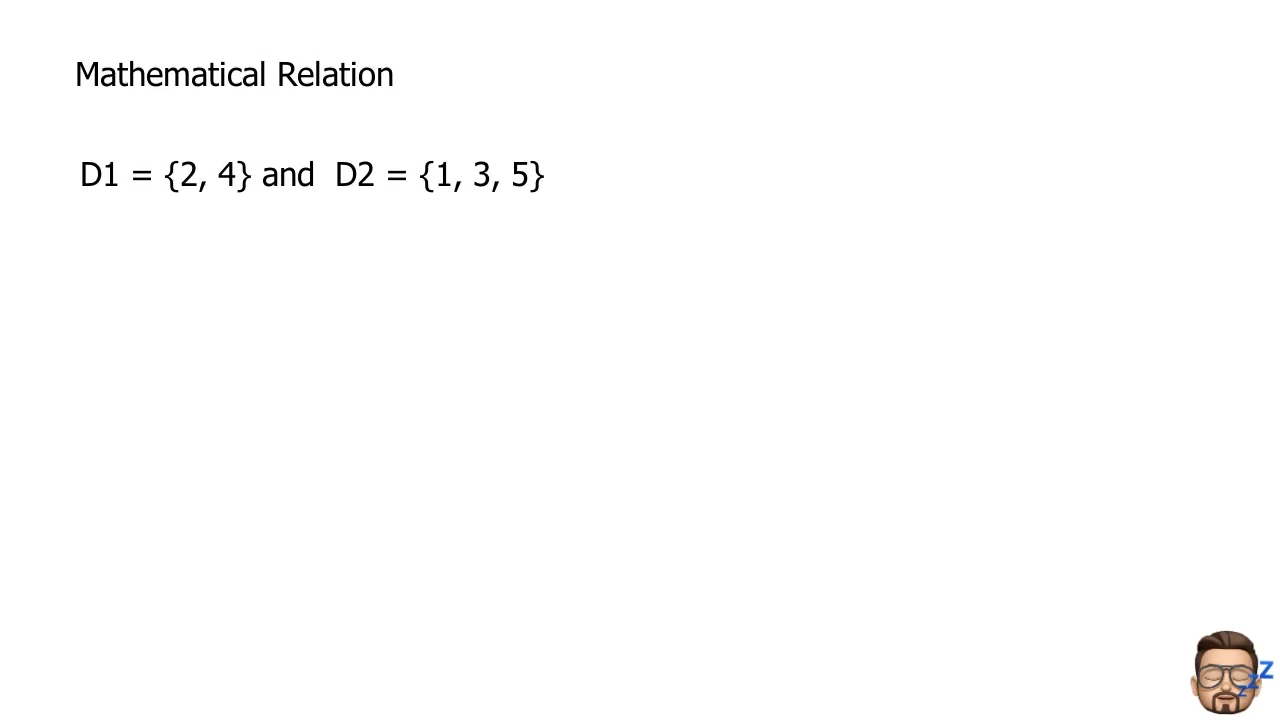 Mathematical Relation
D1 = {2, 4} and D2 = {1, 3, 5}
z
z
z